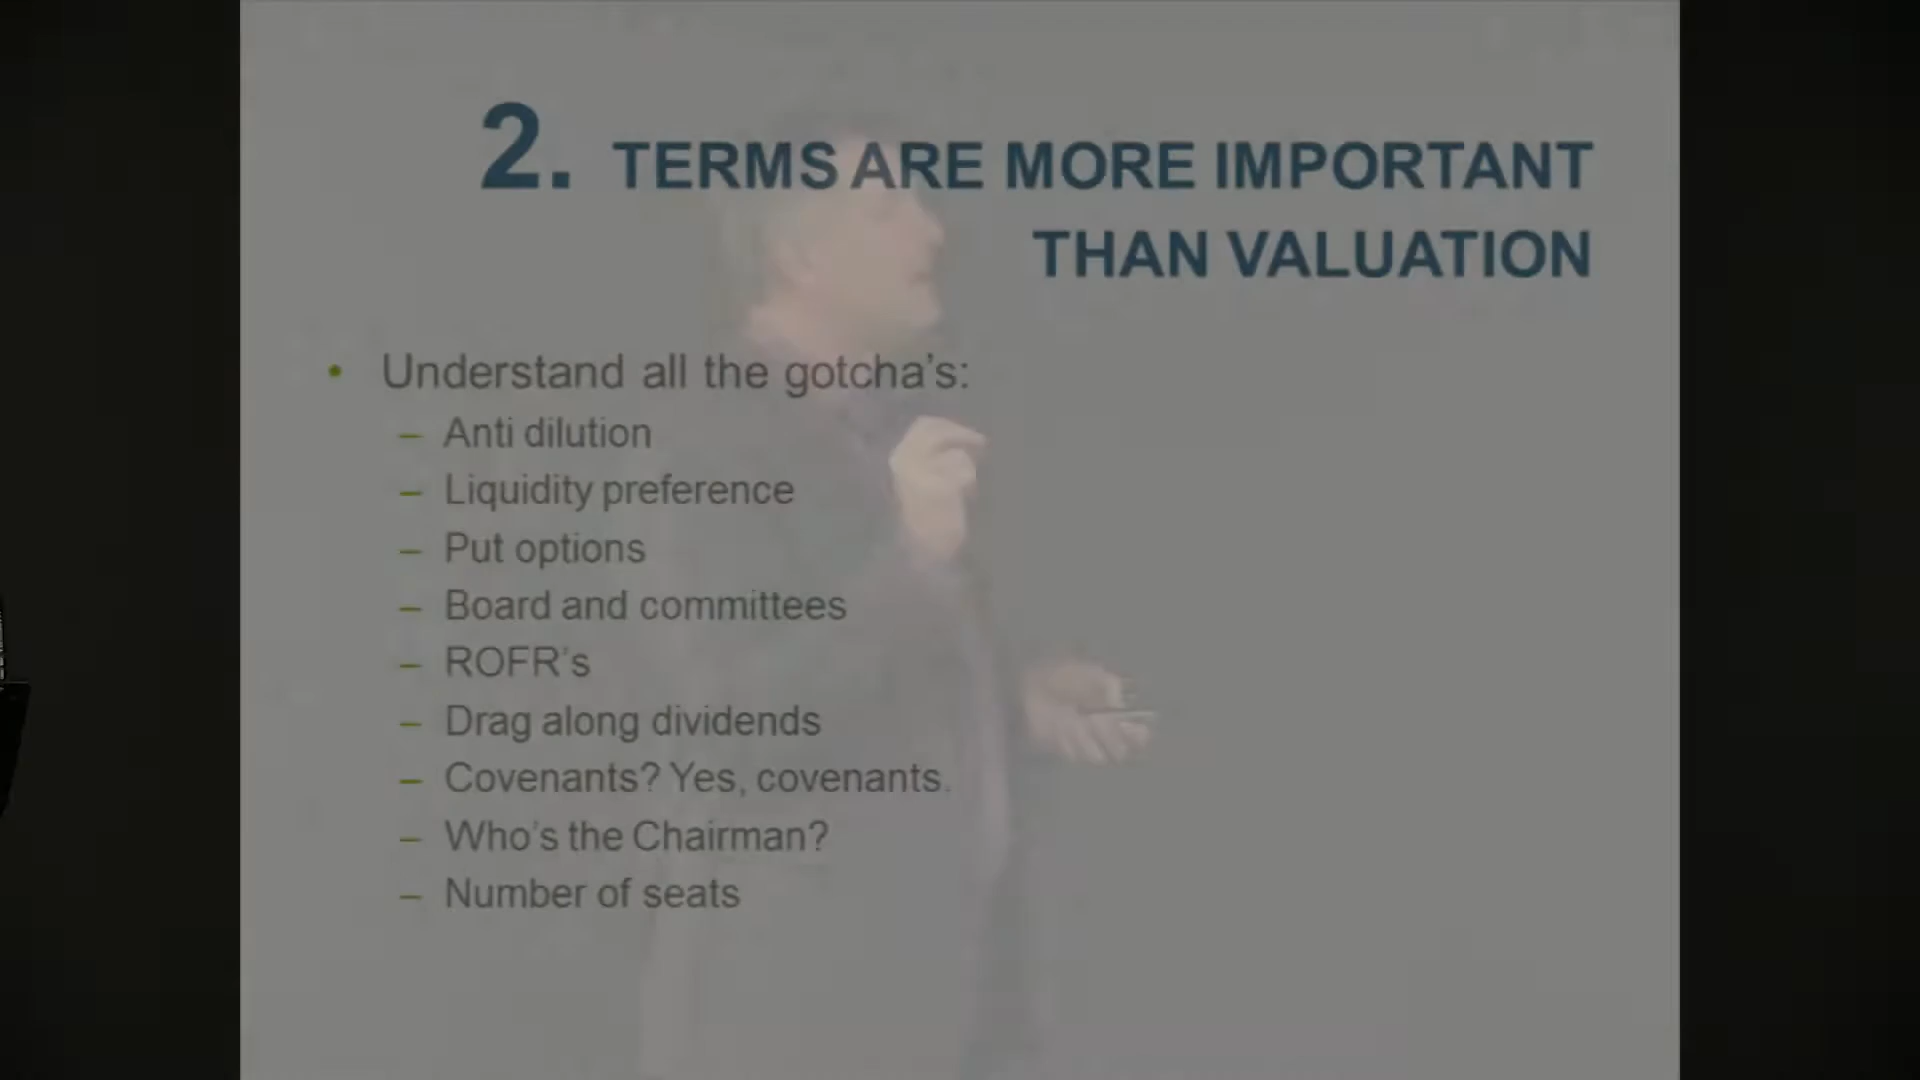 2. TERMS ARE MORE IMPORTANT
THAN VALUATION
• Understand all the gotcha's:
– Anti dilution
– Liquidity preference
– Put options
– Board and committees
– ROFR's
– Drag along dividends
– Covenants? Yes, covenants.
– Who's the Chairman?
– Number of seats